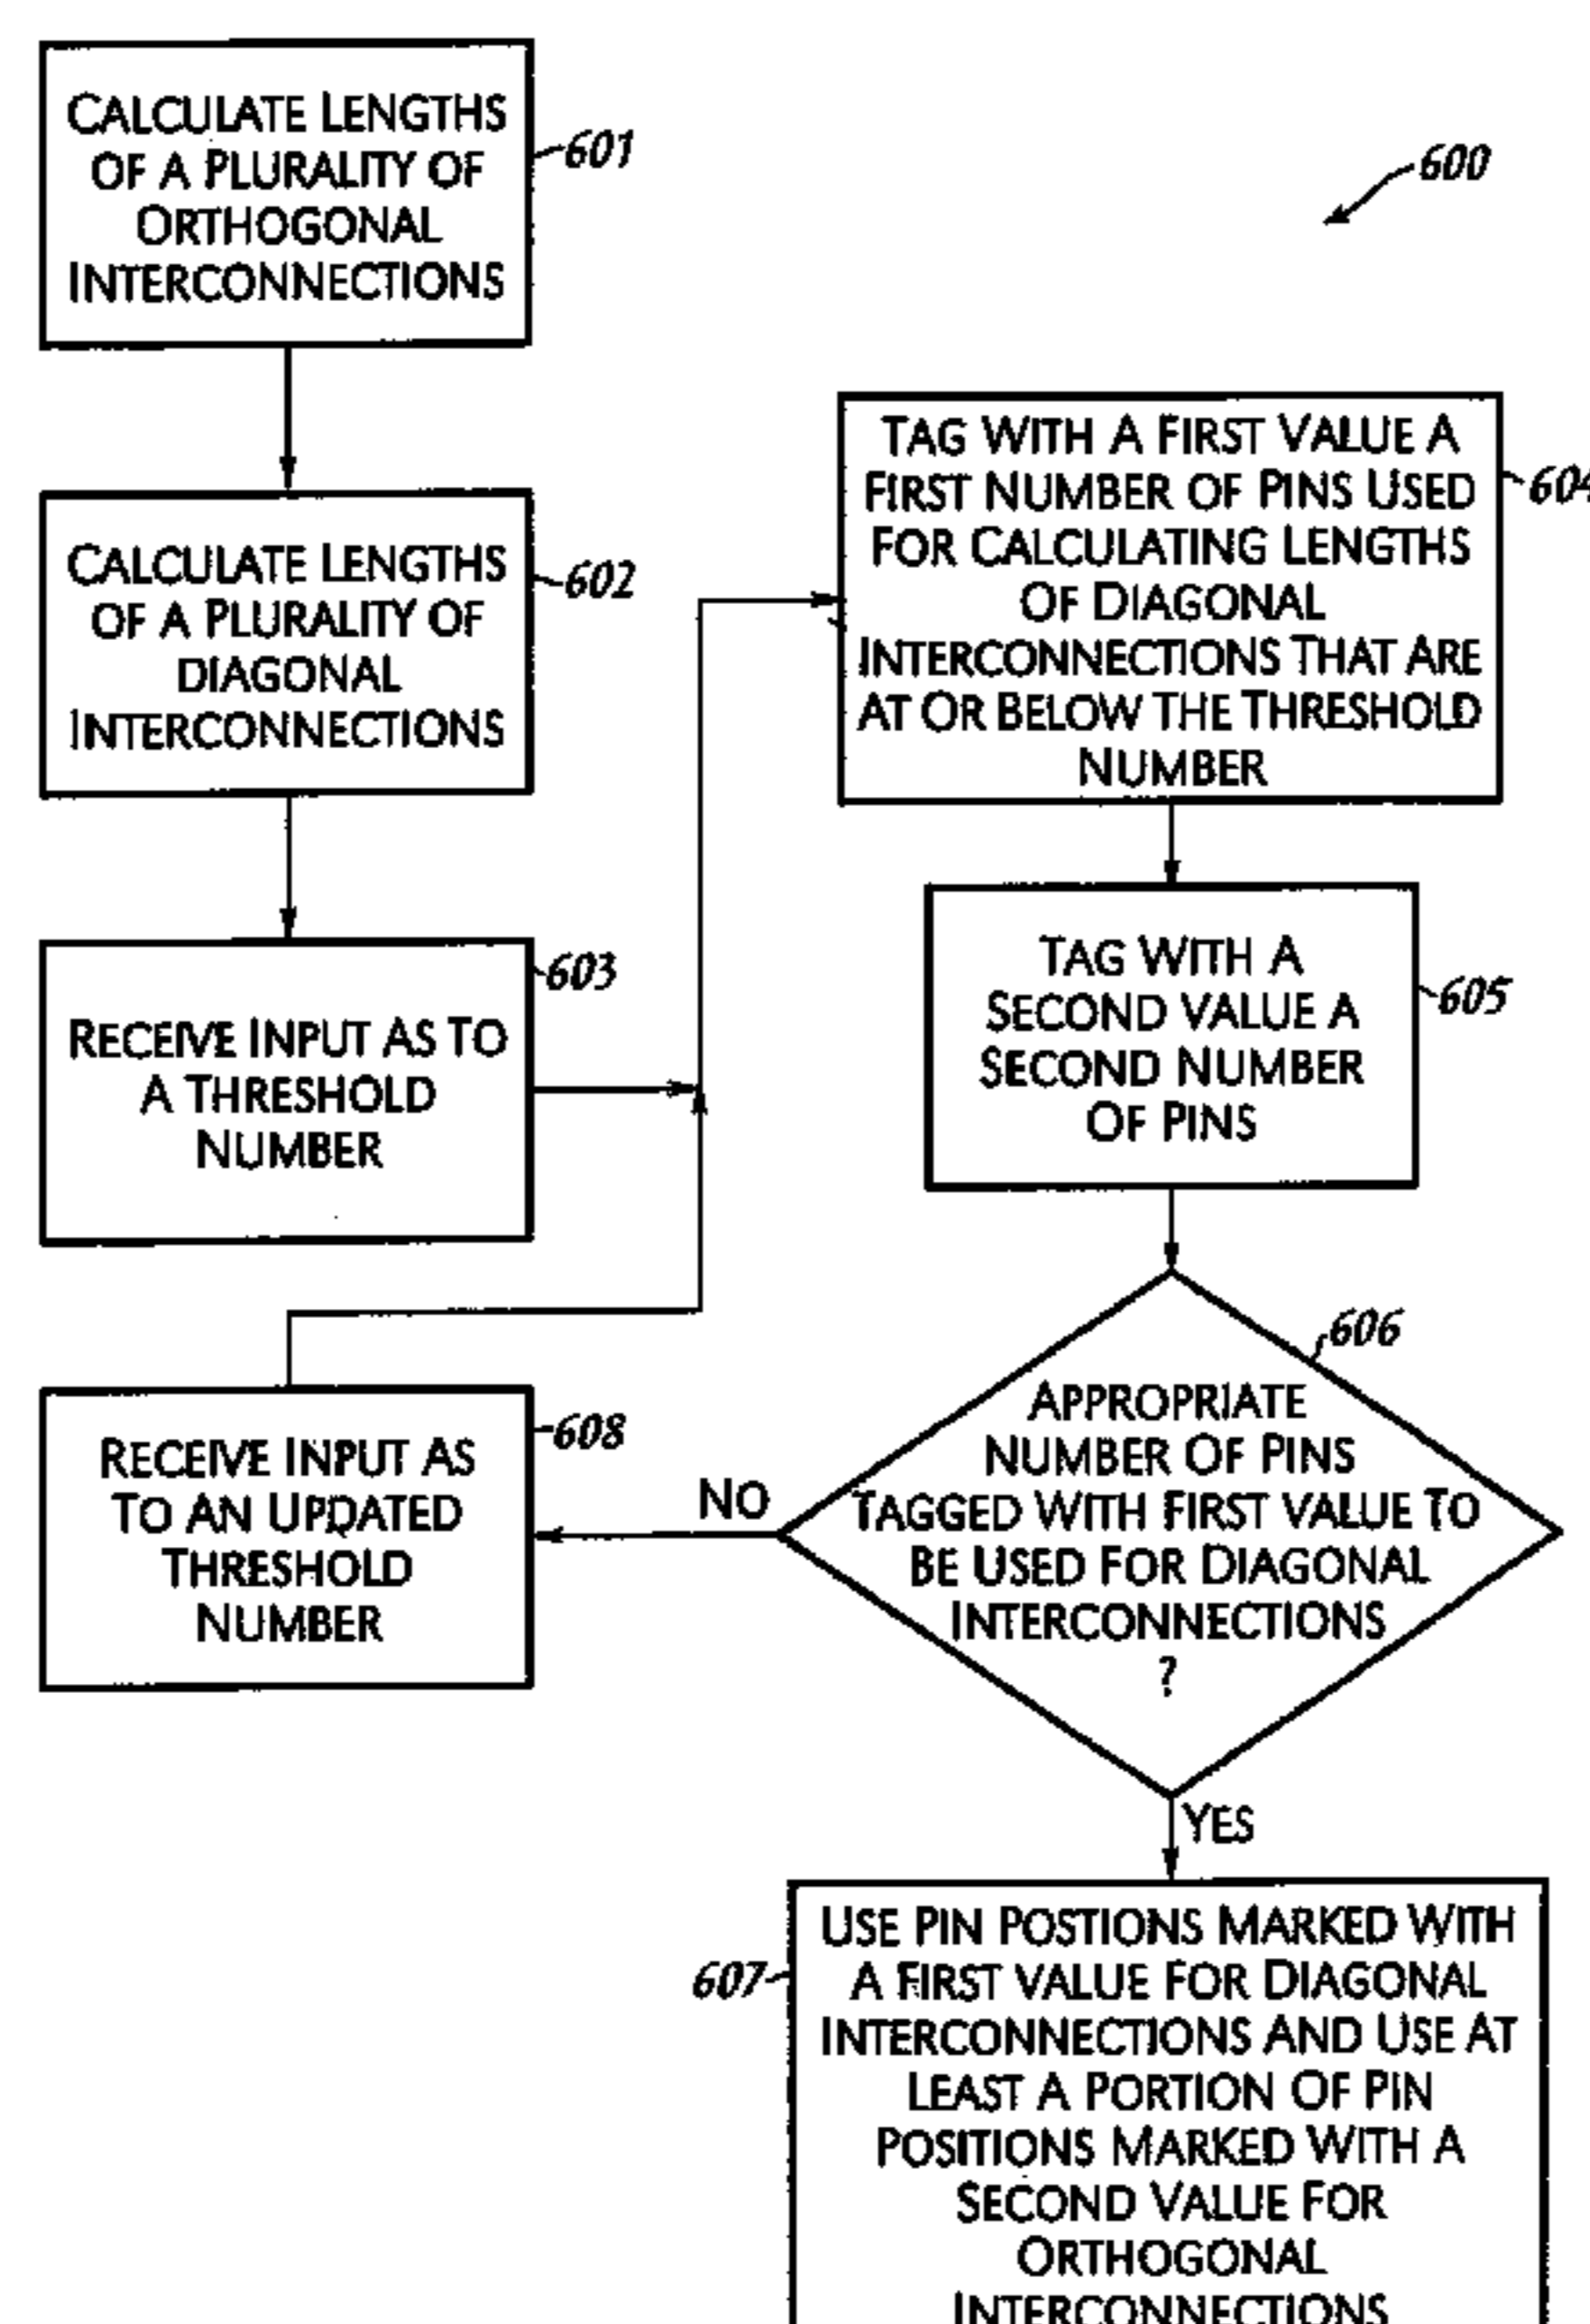 CALCULATE LENGTHS
OF A PLURALITY OF
ORTHOGONAL
INTERCONNECTIONS
601
600
CALCULATE LENGTHS
OF A PLURALITY OF
DIAGONAL
INTERCONNECTIONS
602
RECEIVE INPUT AS TO
A THRESHOLD
NUMBER
603
TAG WITH A FIRST VALUE A
FIRST NUMBER OF PINS USED
FOR CALCULATING LENGTHS
OF DIAGONAL
INTERCONNECTIONS THAT ARE
AT OR BELOW THE THRESHOLD
NUMBER
604
TAG WITH A
SECOND VALUE A
SECOND NUMBER
OF PINS
605
APPROPRIATE
NUMBER OF PINS
TAGGED WITH FIRST VALUE TO
BE USED FOR DIAGONAL
INTERCONNECTIONS
?
606
NO
RECEIVE INPUT AS
TO AN UPDATED
THRESHOLD
NUMBER
608
YES
USE PIN POSTIONS MARKED WITH
A FIRST VALUE FOR DIAGONAL
INTERCONNECTIONS AND USE AT
LEAST A PORTION OF PIN
POSITIONS MARKED WITH A
SECOND VALUE FOR
ORTHOGONAL
INTERCONNECTIONS
607